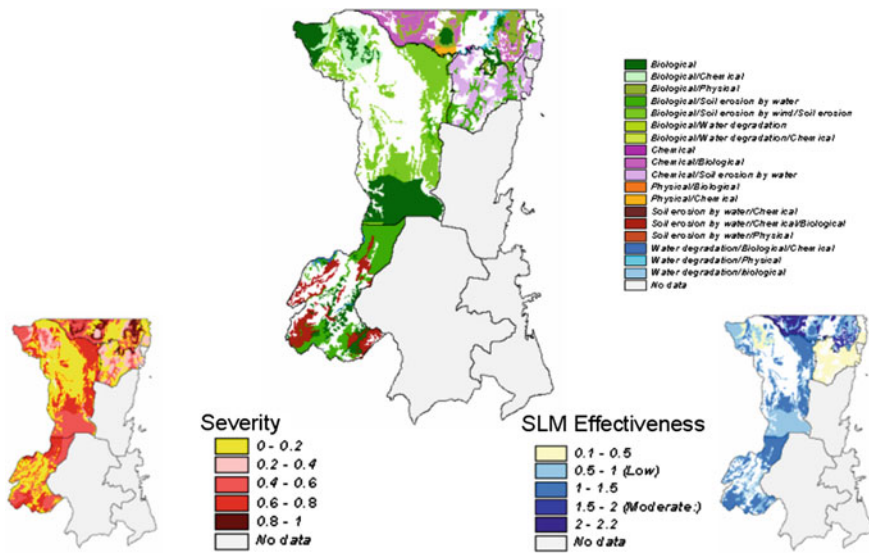 Biological
Biological/Chemical
Biological/Physical
Biological/Soil erosion by water
Biological/Soil erosion by wind/Soil erosion
Biological/Water degradation
Biological/Water degradation/Chemical
Chemical
Chemical/Biological
Chemical/Soil erosion by water
Physical/Biological
Physical/Chemical
Soil erosion by water/Chemical
Soil erosion by water/Chemical/Biological
Soil erosion by water/Physical
Water degradation/Biological/Chemical
Water degradation/Physical
Water degradation/biological
No data
Severity
0 - 0.2
0.2 - 0.4
0.4 - 0.6
0.6 - 0.8
0.8 - 1
No data
SLM Effectiveness
0.1 - 0.5
0.5 - 1 (Low)
1 - 1.5
1.5 - 2 (Moderate:)
2 - 2.2
No data